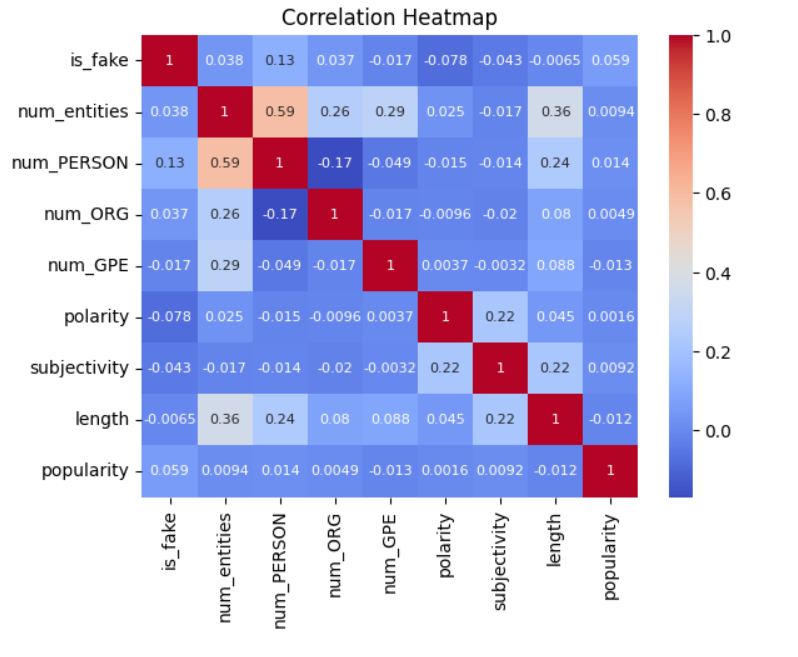 Correlation Heatmap
is_fake 1 0.038 0.13 0.037 -0.017 -0.078 -0.043 -0.0065 0.059
num_entities 0.038 1 0.59 0.26 0.29 0.025 -0.017 0.36 0.0094
num_PERSON 0.13 0.59 1 -0.17 -0.049 -0.015 -0.014 0.24 0.014
num_ORG 0.037 0.26 -0.17 1 -0.017 -0.0096 -0.02 0.08 0.0049
num_GPE -0.017 0.29 -0.049 -0.017 1 0.0037 -0.0032 0.088 -0.013
polarity -0.078 0.025 -0.015 -0.0096 0.0037 1 0.22 0.045 0.0016
subjectivity -0.043 -0.017 -0.014 -0.02 -0.0032 0.22 1 0.22 0.0092
length -0.0065 0.36 0.24 0.08 0.088 0.045 0.22 1 -0.012
popularity 0.059 0.0094 0.014 0.0049 -0.013 0.0016 0.0092 -0.012 1
is_fake num_entities num_PERSON num_ORG num_GPE polarity subjectivity length popularity
1.0
0.8
0.6
0.4
0.2
0.0